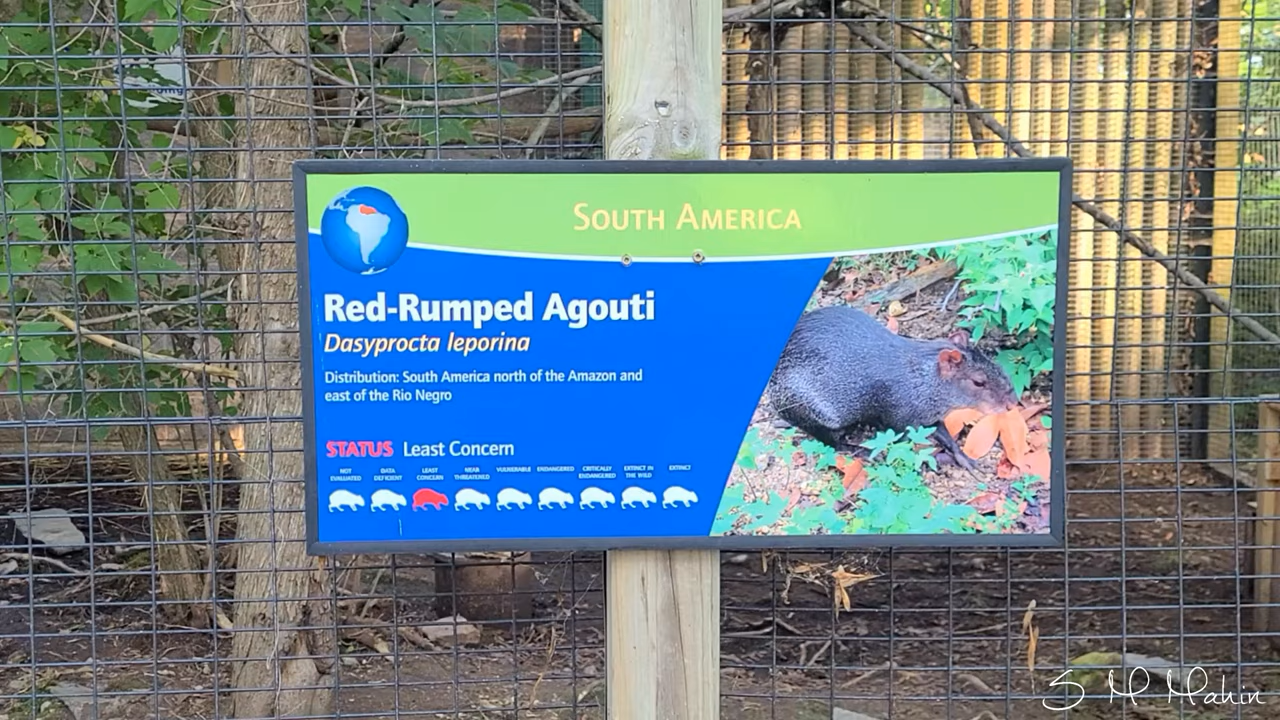 South America
Red-Rumped Agouti
Dasyprocta leporina
Distribution: South America north of the Amazon and
east of the Rio Negro
STATUS Least Concern
NOT EVALUATED
DATA DEFICIENT
LEAST CONCERN
NEAR THREATENED
VULNERABLE
ENDANGERED
CRITICALLY ENDANGERED
EXTINCT IN THE WILD
EXTINCT
S M Mahin